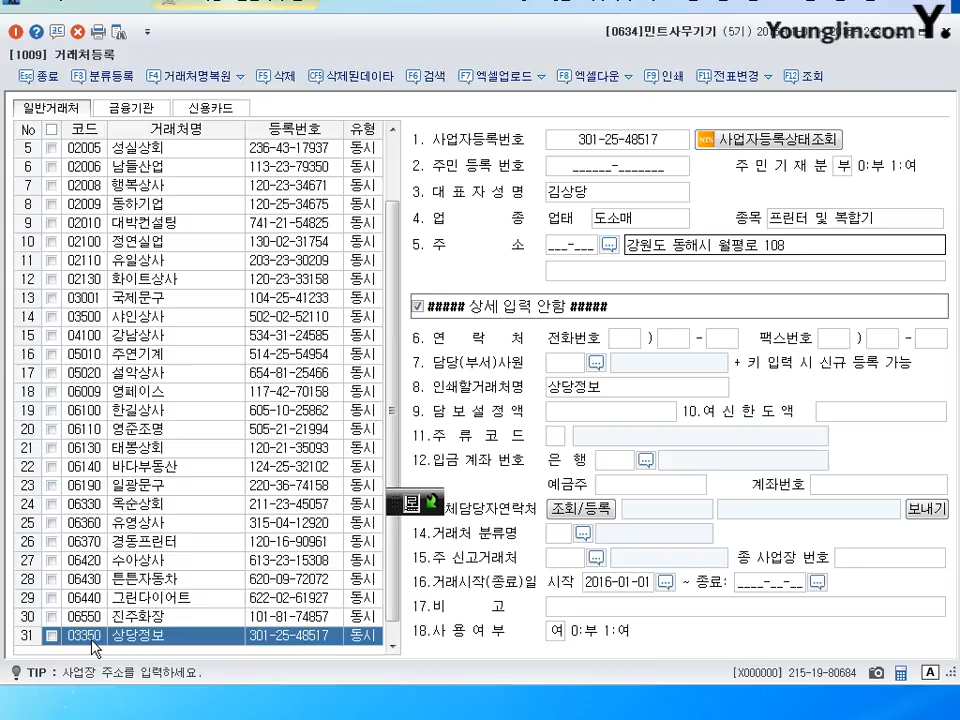 Younglin.com Y.
[0634]민트사무기기 (5기)
[1009] 거래처등록
Esc 종료 F3 분류등록 F4 거래처명복원 F5 삭제 CF5 삭제된데이타 F6 검색 F7 엑셀업로드 F8 엑셀다운 F9 인쇄 F11 전표변경 F12 조회
일반거래처 금융기관 신용카드
No 코드 거래처명 등록번호 유형
5 02005 성실상회 236-43-17937 동시
6 02006 남들산업 113-23-79350 동시
7 02008 행복상사 120-23-34671 동시
8 02009 동하기업 120-25-34675 동시
9 02010 대박컨설팅 741-21-54825 동시
10 02100 정연실업 130-02-31754 동시
11 02110 유일상사 203-23-30209 동시
12 02130 화이트상사 120-23-33158 동시
13 03001 국제문구 104-25-41233 동시
14 03500 샤인상사 502-02-52110 동시
15 04100 강남상사 534-31-24585 동시
16 05010 주연기계 514-25-54954 동시
17 05020 설악상사 654-81-25466 동시
18 06009 영페이스 117-42-70158 동시
19 06100 한길상사 605-10-25862 동시
20 06110 영준조명 505-21-21994 동시
21 06130 태봉상회 120-21-35093 동시
22 06140 바다부동산 124-25-32102 동시
23 06190 일광문구 220-36-74158 동시
24 06330 옥순상회 211-23-45057 동시
25 06360 유영상사 315-04-12920 동시
26 06370 경동프린터 120-16-90961 동시
27 06420 수아상사 613-23-15308 동시
28 06430 튼튼자동차 620-09-72072 동시
29 06440 그린다이어트 622-02-61927 동시
30 06550 진주화장 101-81-74857 동시
31 03350 상당정보 301-25-48517 동시
1. 사업자등록번호 301-25-48517 NTS 사업자등록상태조회
2. 주민 등록 번호 ______-_______ 주 민 기 재 분 부 0:부 1:여
3. 대 표 자 성 명 김상당
4. 업 종 업태 도소매 종목 프린터 및 복합기
5. 주 소 ___-___ 강원도 동해시 월평로 108
##### 상세 입력 안함 #####
6. 연 락 처 전화번호 ) - 팩스번호 ) -
7. 담당(부서)사원 + 키 입력 시 신규 등록 가능
8. 인쇄할거래처명 상당정보
9. 담 보 설 정 액 10.여 신 한 도 액
11.주 류 코 드
12.입금 계좌 번호 은 행
예금주 계좌번호
체담당자연락처 조회/등록 보내기
14.거래처 분류명
15.주 신고거래처 종 사업장 번호
16.거래시작(종료)일 시작 2016-01-01 ~ 종료: ____-__-__
17.비 고
18.사 용 여 부 여 0:부 1:여
TIP : 사업장 주소를 입력하세요. [X000000] 215-19-80684 A